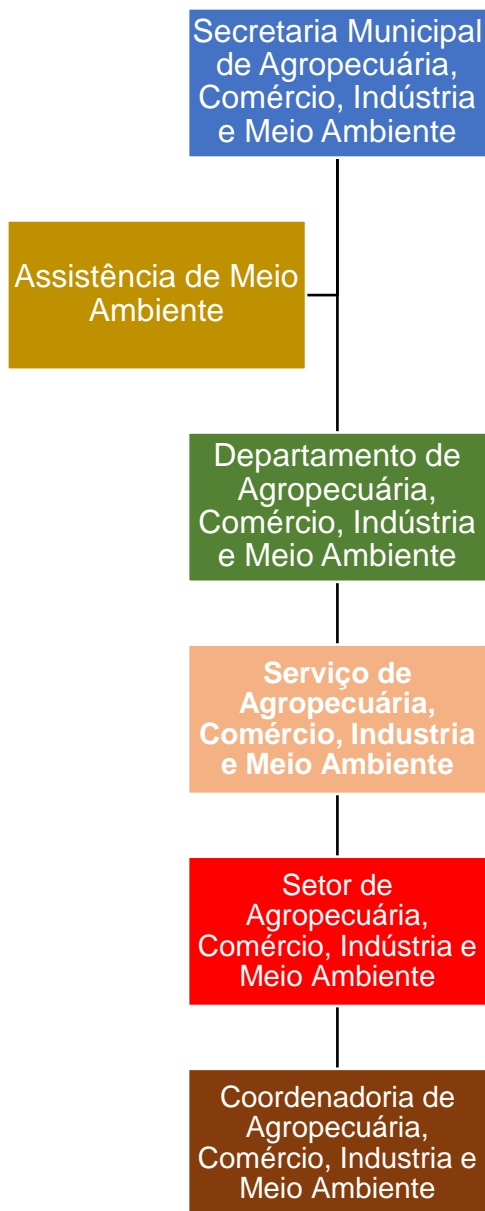 Secretaria Municipal
de Agropecuária,
Comércio, Indústria
e Meio Ambiente
Assistência de Meio
Ambiente
Departamento de
Agropecuária,
Comércio, Indústria
e Meio Ambiente
Serviço de
Agropecuária,
Comércio, Industria
e Meio Ambiente
Setor de
Agropecuária,
Comércio, Indústria e
Meio Ambiente
Coordenadoria de
Agropecuária,
Comércio, Industria e
Meio Ambiente